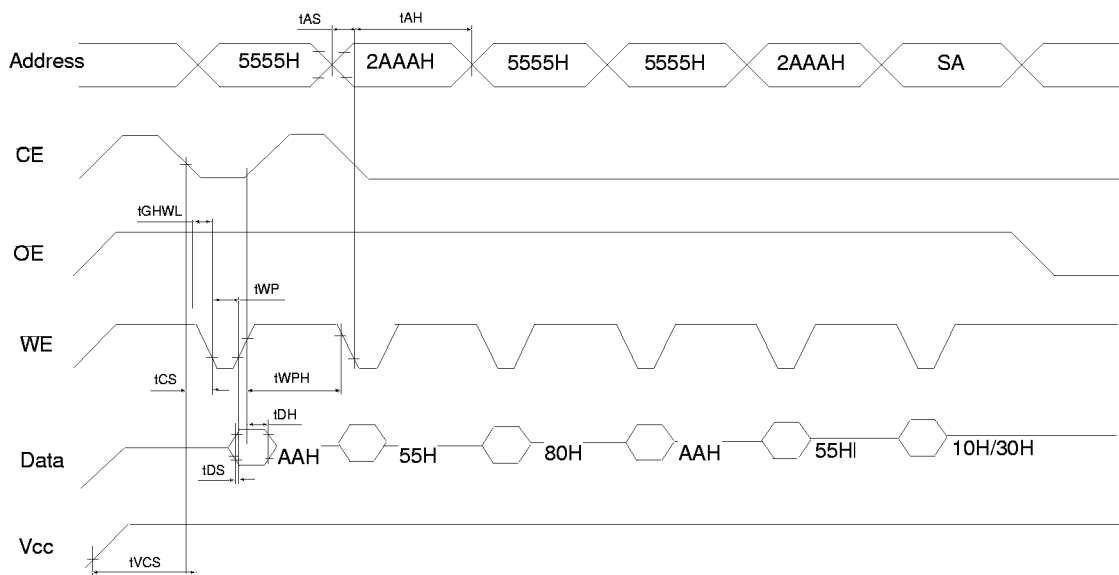 tAS tAH
Address 5555H 2AAAH 5555H 5555H 2AAAH SA
CE
tGHWL
OE
tWP
WE
tCS tWPH
tDH
Data AAH 55H 80H AAH 55H 10H/30H
tDS
Vcc
tVCS